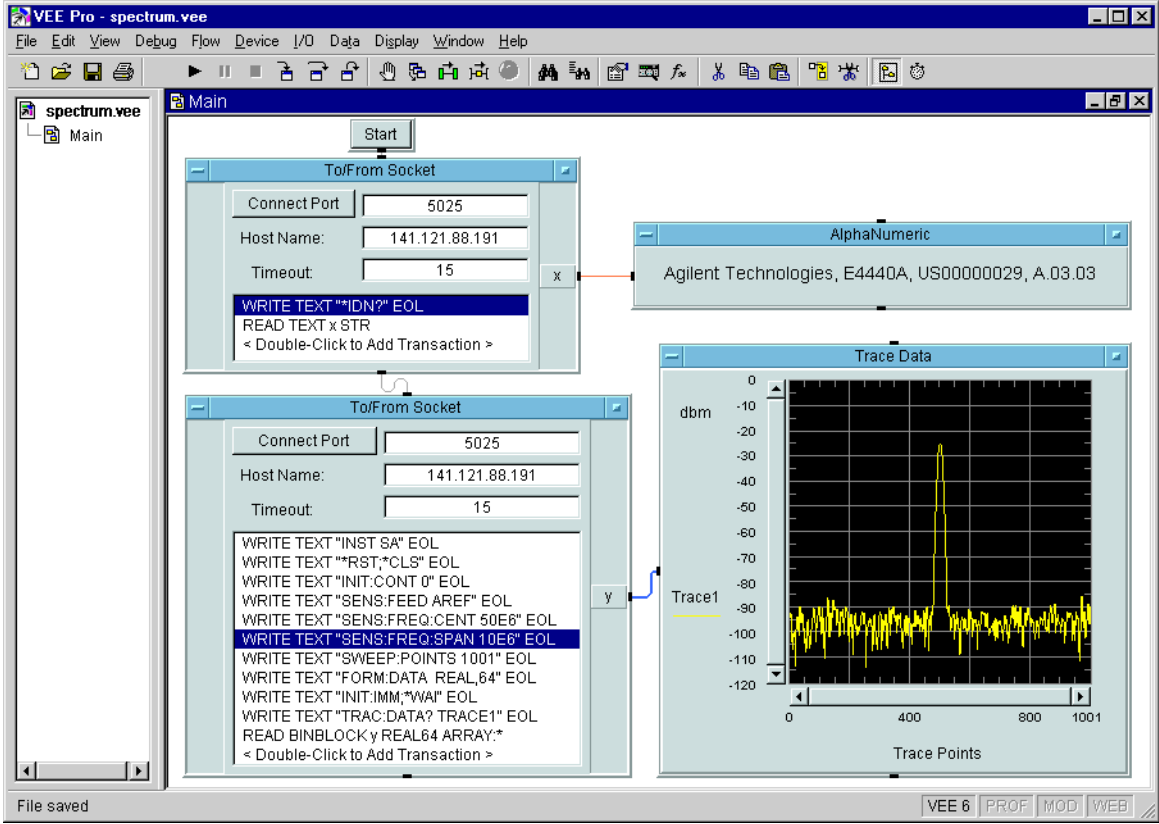 VEE Pro - spectrum.vee
File Edit View Debug Flow Device I/O Data Display Window Help
spectrum.vee
Main
Main
Start
To/From Socket
Connect Port 5025
Host Name: 141.121.88.191
Timeout: 15
x
WRITE TEXT "*IDN?" EOL
READ TEXT x STR
< Double-Click to Add Transaction >
AlphaNumeric
Agilent Technologies, E4440A, US00000029, A.03.03
To/From Socket
Connect Port 5025
Host Name: 141.121.88.191
Timeout: 15
WRITE TEXT "INST SA" EOL
WRITE TEXT "*RST;*CLS" EOL
WRITE TEXT "INIT:CONT 0" EOL
WRITE TEXT "SENS:FEED AREF" EOL
WRITE TEXT "SENS:FREQ:CENT 50E6" EOL
WRITE TEXT "SENS:FREQ:SPAN 10E6" EOL
WRITE TEXT "SWEEP:POINTS 1001" EOL
WRITE TEXT "FORM:DATA  REAL,64" EOL
WRITE TEXT "INIT:IMM;*WAI" EOL
WRITE TEXT "TRAC:DATA? TRACE1" EOL
READ BINBLOCK y REAL64 ARRAY:*
< Double-Click to Add Transaction >
y
Trace Data
dbm
Trace1
0
-10
-20
-30
-40
-50
-60
-70
-80
-90
-100
-110
-120
0 400 800 1001
Trace Points
File saved
VEE 6 PROF MOD WEB